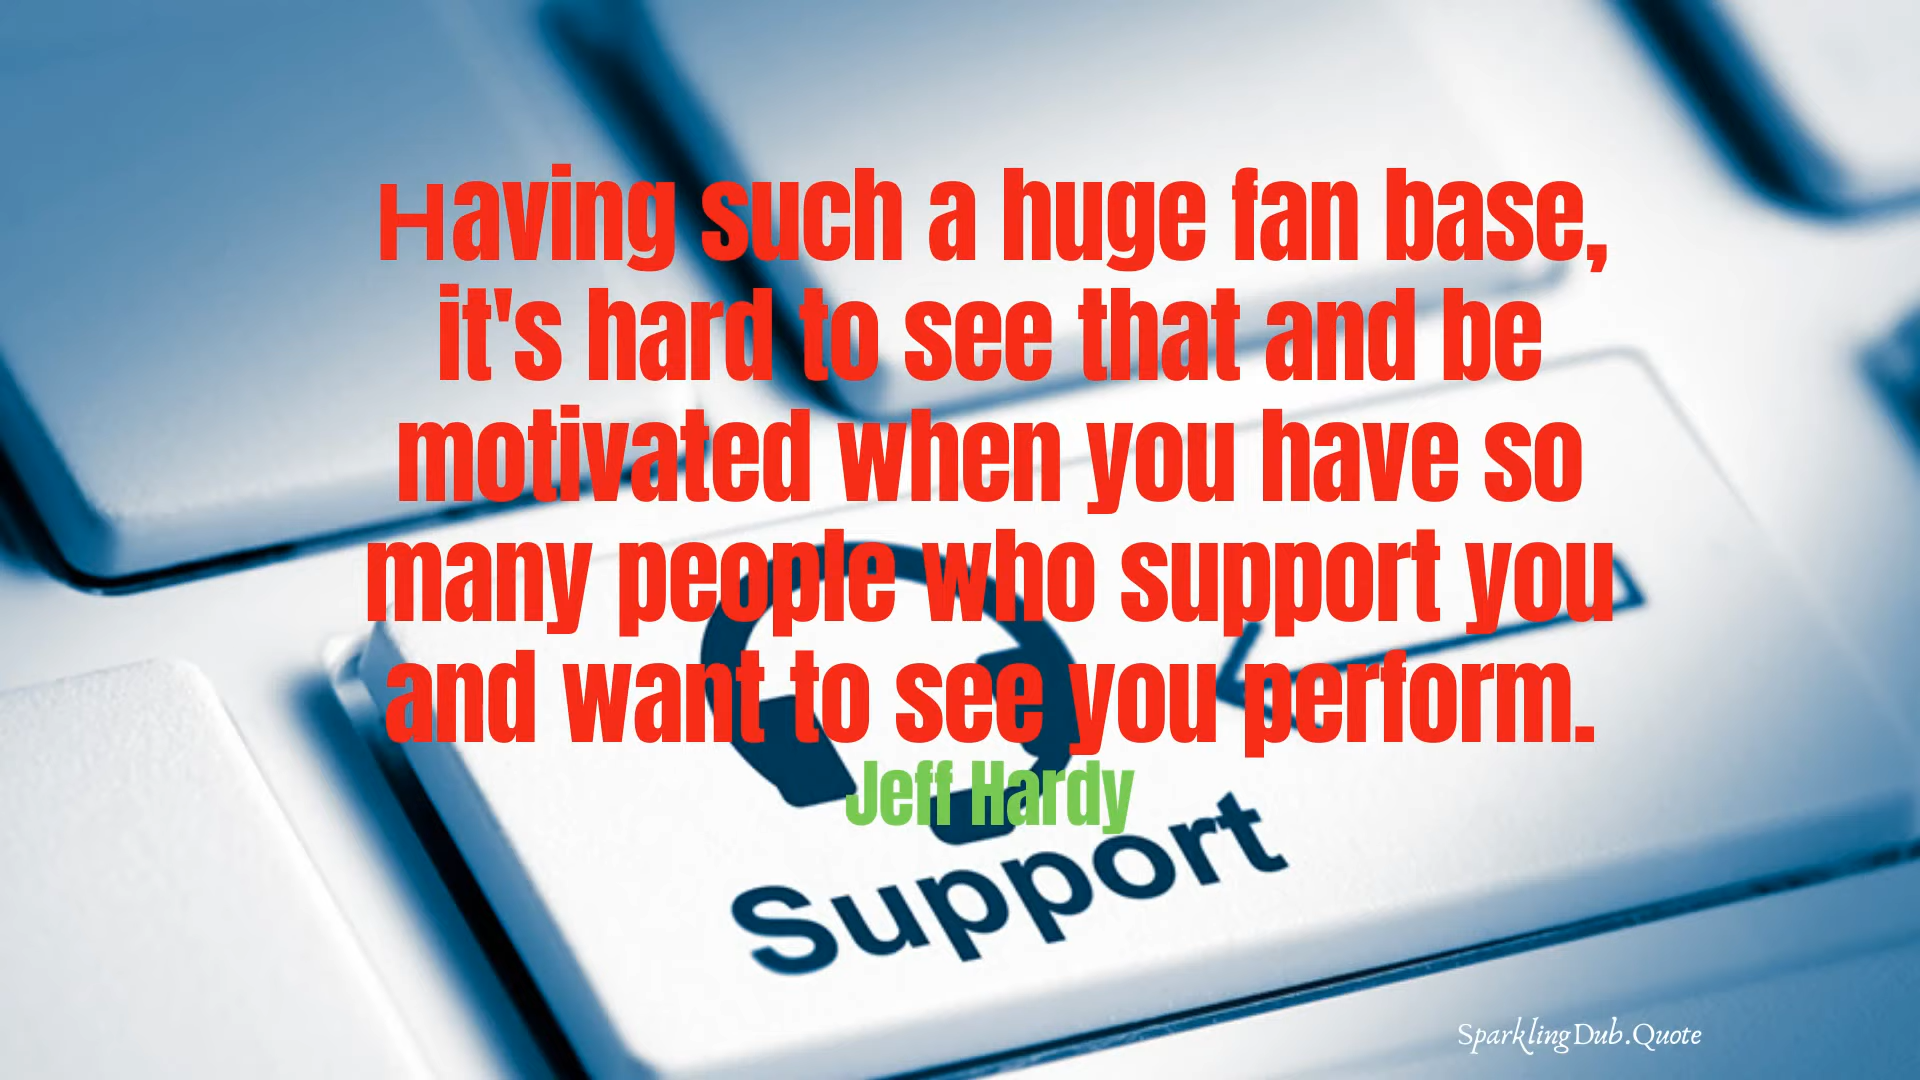 Having such a huge fan base,
it's hard to see that and be
motivated when you have so
many people who support you
and want to see you perform.
Jeff Hardy
Support
SparklingDub.Quote